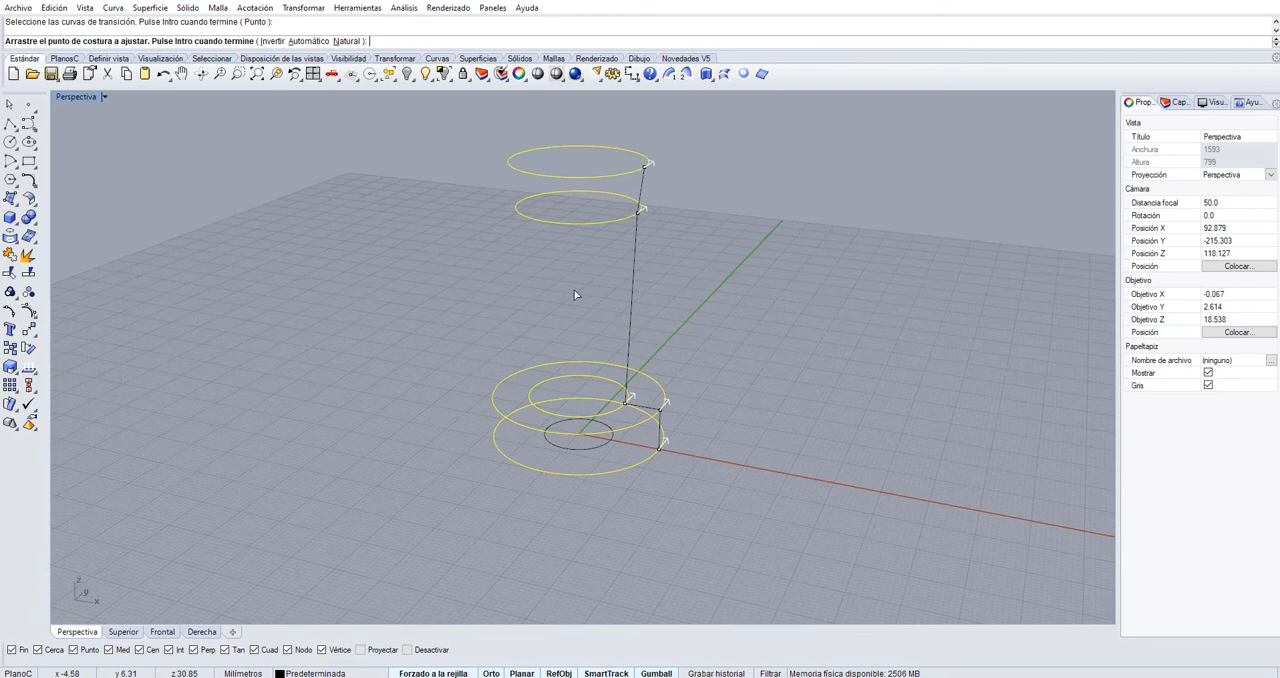 Archivo Edición Vista Curva Superficie Sólido Malla Acotación Transformar Herramientas Análisis Renderizado Paneles Ayuda
Seleccione las curvas de transición. Pulse Intro cuando termine ( Punto ):
Arrastre el punto de costura a ajustar. Pulse Intro cuando termine ( Invertir Automático Natural ):
Estándar PlanosC Definir vista Visualización Seleccionar Disposición de las vistas Visibilidad Transformar Curvas Superficies Sólidos Mallas Renderizado Dibujo Novedades V5
Perspectiva
Prop... Cap... Visu... Ayu...
Vista
Título Perspectiva
Anchura 1593
Altura 799
Proyección Perspectiva
Cámara
Distancia focal 50.0
Rotación 0.0
Posición X 92.879
Posición Y -215.303
Posición Z 118.127
Posición Colocar...
Objetivo
Objetivo X -0.067
Objetivo Y 2.614
Objetivo Z 18.538
Posición Colocar...
Papeltapiz
Nombre de archivo (ninguno) ...
Mostrar
Gris
z
y
x
Perspectiva Superior Frontal Derecha
Fin Cerca Punto Med Cen Int Perp Tan Cuad Nodo Vértice Proyectar Desactivar
PlanoC x -4.58 y 6.31 z 30.85 Milímetros Predeterminada Forzado a la rejilla Orto Planar RefObj SmartTrack Gumball Grabar historial Filtrar Memoria física disponible: 2506 MB